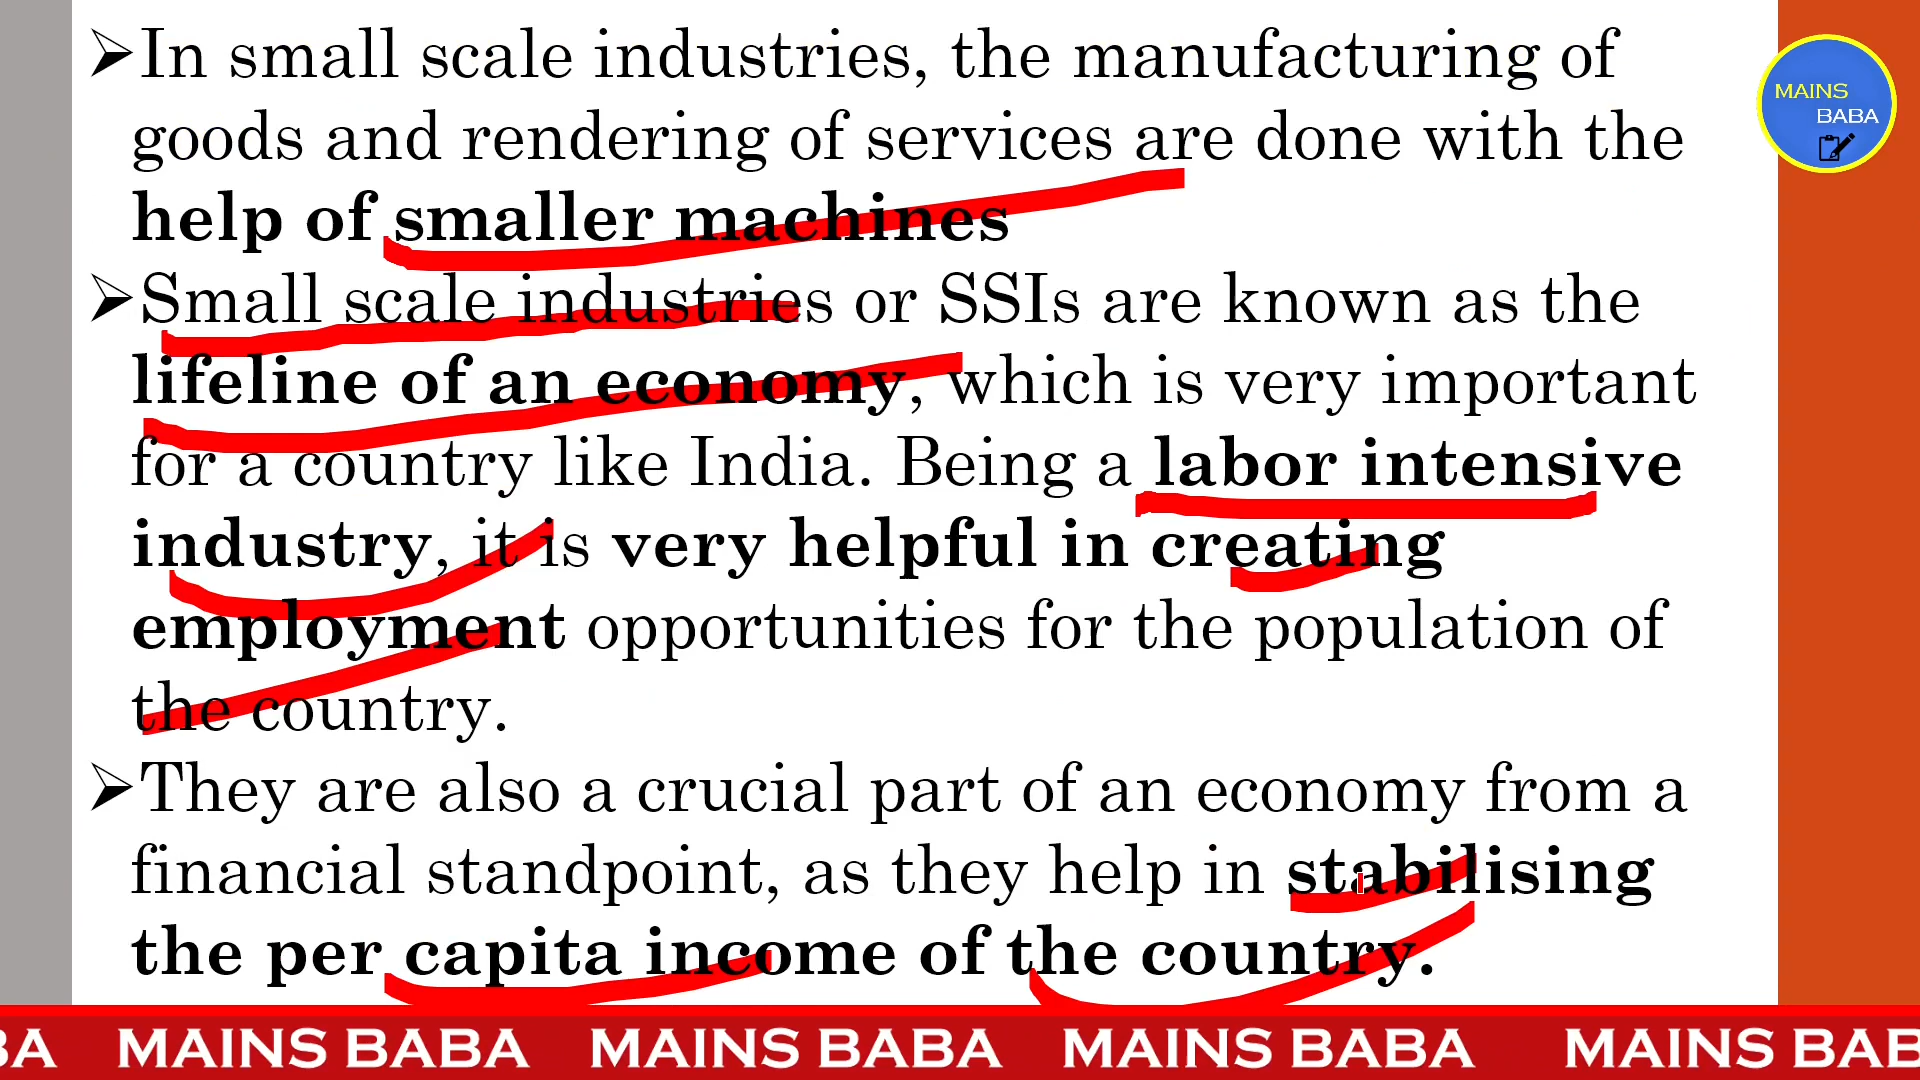 ➢In small scale industries, the manufacturing of
goods and rendering of services are done with the
help of smaller machines
➢Small scale industries or SSIs are known as the
lifeline of an economy, which is very important
for a country like India. Being a labor intensive
industry, it is very helpful in creating
employment opportunities for the population of
the country.
➢They are also a crucial part of an economy from a
financial standpoint, as they help in stabilising
the per capita income of the country.
MAINS
BABA
BA MAINS BABA MAINS BABA MAINS BABA MAINS BAB